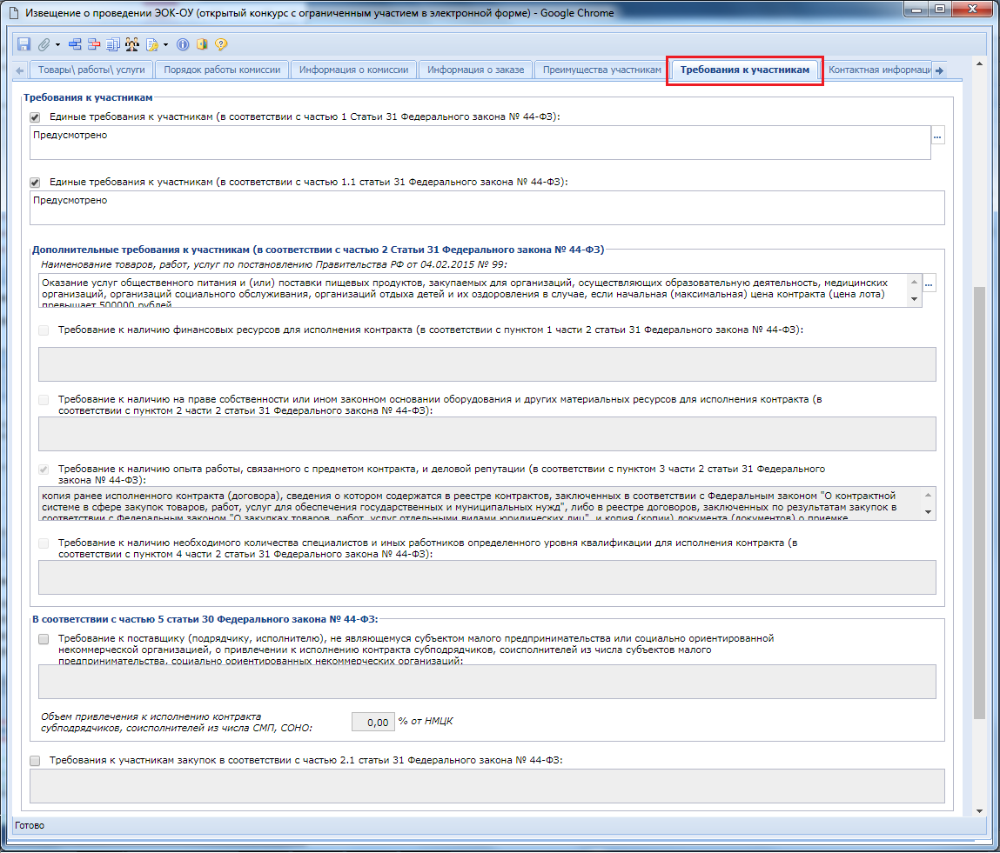 Извещение о проведении ЭОК-ОУ (открытый конкурс с ограниченным участием в электронной форме) - Google Chrome
Товары\ работы\ услуги
Порядок работы комиссии
Информация о комиссии
Информация о заказе
Преимущества участникам
Требования к участникам
Контактная информаци
Требования к участникам
Единые требования к участникам (в соответствии с частью 1 Статьи 31 Федерального закона № 44-ФЗ):
Предусмотрено
...
Единые требования к участникам (в соответствии с частью 1.1 статьи 31 Федерального закона № 44-ФЗ):
Предусмотрено
Дополнительные требования к участникам (в соответствии с частью 2 Статьи 31 Федерального закона № 44-ФЗ)
Наименование товаров, работ, услуг по постановлению Правительства РФ от 04.02.2015 № 99:
Оказание услуг общественного питания и (или) поставки пищевых продуктов, закупаемых для организаций, осуществляющих образовательную деятельность, медицинских
организаций, организаций социального обслуживания, организаций отдыха детей и их оздоровления в случае, если начальная (максимальная) цена контракта (цена лота)
превышает 500000 рублей
...
Требование к наличию финансовых ресурсов для исполнения контракта (в соответствии с пунктом 1 части 2 статьи 31 Федерального закона № 44-ФЗ):
Требование к наличию на праве собственности или ином законном основании оборудования и других материальных ресурсов для исполнения контракта (в
соответствии с пунктом 2 части 2 статьи 31 Федерального закона № 44-ФЗ):
Требование к наличию опыта работы, связанного с предметом контракта, и деловой репутации (в соответствии с пунктом 3 части 2 статьи 31 Федерального
закона № 44-ФЗ):
копия ранее исполненного контракта (договора), сведения о котором содержатся в реестре контрактов, заключенных в соответствии с Федеральным законом "О контрактной
системе в сфере закупок товаров, работ, услуг для обеспечения государственных и муниципальных нужд", либо в реестре договоров, заключенных по результатам закупок в
соответствии с Федеральным законом "О закупках товаров, работ, услуг отдельными видами юридических лиц", и копия (копии) документа (документов) о приемке
Требование к наличию необходимого количества специалистов и иных работников определенного уровня квалификации для исполнения контракта (в
соответствии с пунктом 4 части 2 статьи 31 Федерального закона № 44-ФЗ):
В соответствии с частью 5 статьи 30 Федерального закона № 44-ФЗ:
Требование к поставщику (подрядчику, исполнителю), не являющемуся субъектом малого предпринимательства или социально ориентированной
некоммерческой организацией, о привлечении к исполнению контракта субподрядчиков, соисполнителей из числа субъектов малого
предпринимательства, социально ориентированных некоммерческих организаций:
Объем привлечения к исполнению контракта
субподрядчиков, соисполнителей из числа СМП, СОНО:
0,00
% от НМЦК
Требования к участникам закупок в соответствии с частью 2.1 статьи 31 Федерального закона № 44-ФЗ:
Готово